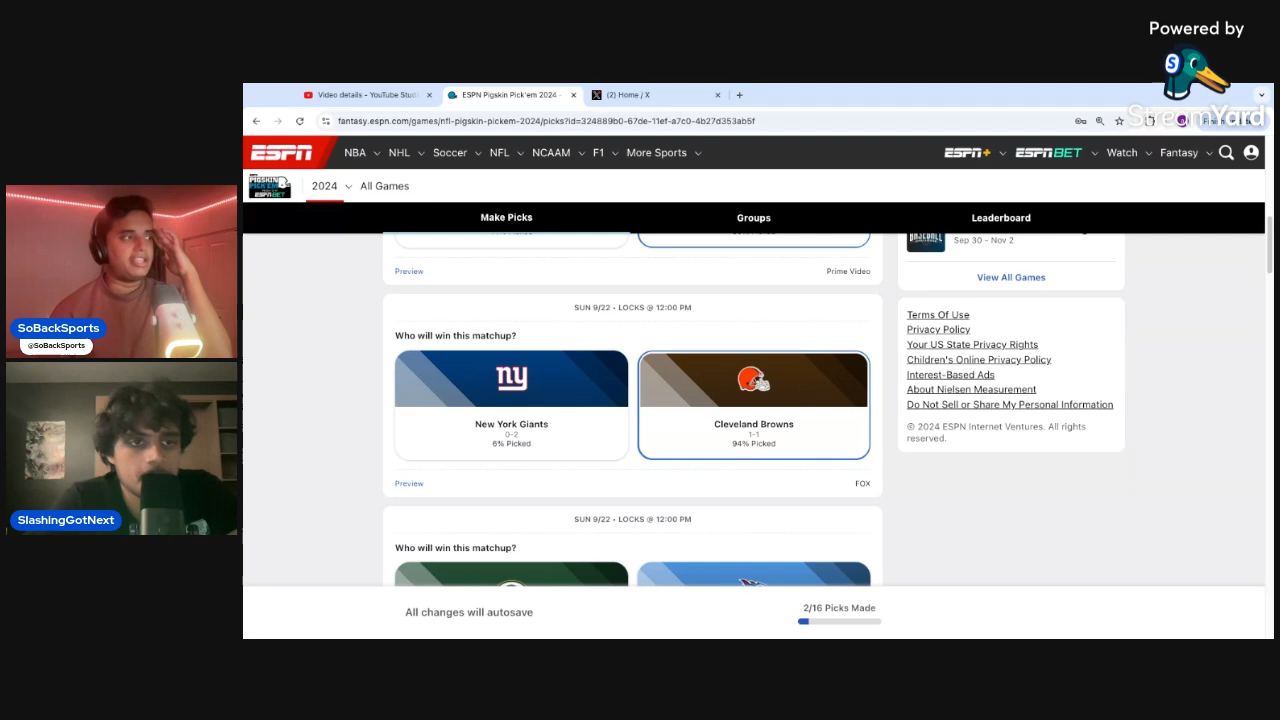 Powered by
StreamYard
Video details - YouTube Stud
ESPN Pigskin Pick'em 2024 -
(2) Home / X
fantasy.espn.com/games/nfl-pigskin-pickem-2024/picks?id=324889b0-67de-11ef-a7c0-4b27d353ab5f
ESPN
NBA
NHL
Soccer
NFL
NCAAM
F1
More Sports
ESPN+
ESPN BET
Watch
Fantasy
PIGSKIN PICK'EM
ESPN BET
2024
All Games
Make Picks
Groups
Leaderboard
Preview
Prime Video
BASEBALL
Sep 30 - Nov 2
View All Games
SUN 9/22 • LOCKS @ 12:00 PM
Who will win this matchup?
ny
New York Giants
0-2
6% Picked
Cleveland Browns
1-1
94% Picked
Preview
FOX
SUN 9/22 • LOCKS @ 12:00 PM
Who will win this matchup?
Terms Of Use
Privacy Policy
Your US State Privacy Rights
Children's Online Privacy Policy
Interest-Based Ads
About Nielsen Measurement
Do Not Sell or Share My Personal Information
© 2024 ESPN Internet Ventures. All rights
reserved.
All changes will autosave
2/16 Picks Made
SoBackSports
@SoBackSports
SlashingGotNext